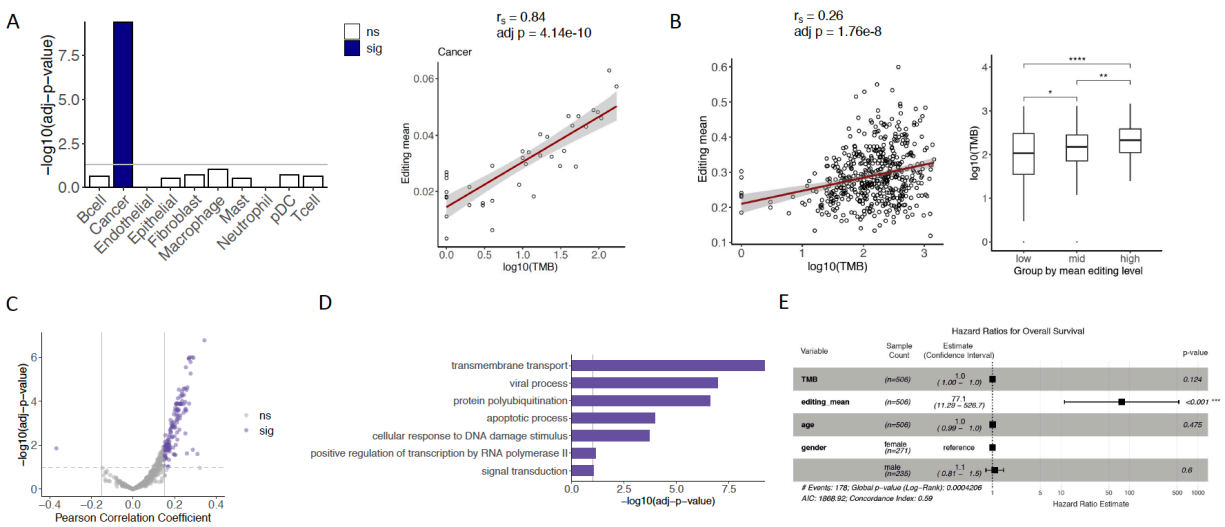 A
−log10(adj−p−value)
7.5
5.0
2.5
0.0
Bcell
Cancer
Endothelial
Epithelial
Fibroblast
Macrophage
Mast
Neutrophil
pDC
Tcell
ns
sig
rs = 0.84
adj p = 4.14e-10
Cancer
Editing mean
0.06
0.04
0.02
0.0
0.5
1.0
1.5
2.0
log10(TMB)
B
rs = 0.26
adj p = 1.76e-8
Editing mean
0.6
0.5
0.4
0.3
0.2
0.1
0
1
2
3
log10(TMB)
log10(TMB)
4
3
2
1
0
****
**
*
low
mid
high
Group by mean editing level
C
−log10(adj−p−value)
6
4
2
0
−0.4
−0.2
0.0
0.2
0.4
Pearson Correlation Coefficient
ns
sig
D
transmembrane transport
viral process
protein polyubiquitination
apoptotic process
cellular response to DNA damage stimulus
positive regulation of transcription by RNA polymerase II
signal transduction
0.0
2.5
5.0
7.5
−log10(adj−p−value)
E
Hazard Ratios for Overall Survival
Variable
Sample
Count
Estimate
(Confidence Interval)
p-value
TMB
(n=506)
1.0
(1.00 − 1.0)
0.124
editing_mean
(n=506)
77.1
(11.29 − 526.7)
<0.001 ***
age
(n=506)
1.0
(0.99 − 1.0)
0.475
gender
female
(n=271)
reference
male
(n=235)
1.1
(0.81 − 1.5)
0.6
# Events: 178; Global p-value (Log-Rank): 0.0004206
AIC: 1868.92; Concordance Index: 0.59
1
5
10
50
100
500
1000
Hazard Ratio Estimate